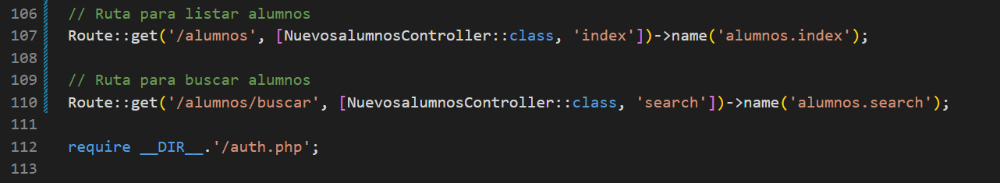 106 // Ruta para listar alumnos
107 Route::get('/alumnos', [NuevosalumnosController::class, 'index'])->name('alumnos.index');
108
109 // Ruta para buscar alumnos
110 Route::get('/alumnos/buscar', [NuevosalumnosController::class, 'search'])->name('alumnos.search');
111
112 require __DIR__.'/auth.php';
113